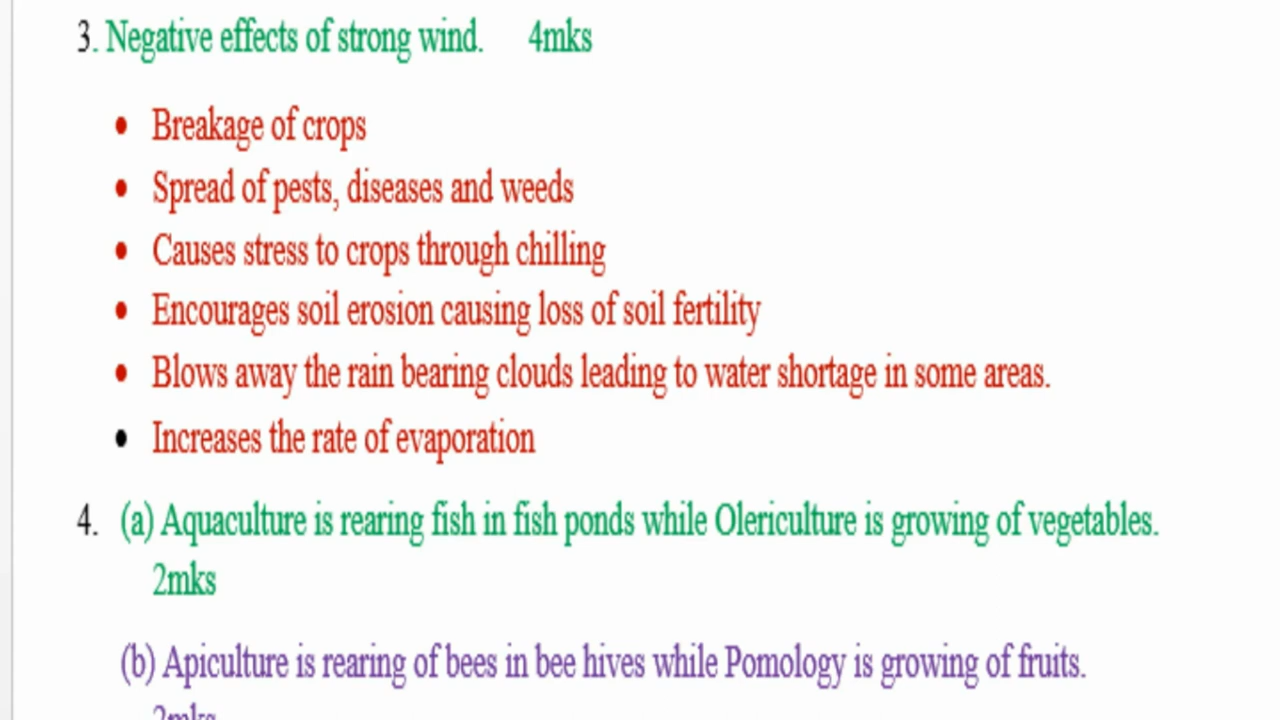 3. Negative effects of strong wind. 4mks
• Breakage of crops
• Spread of pests, diseases and weeds
• Causes stress to crops through chilling
• Encourages soil erosion causing loss of soil fertility
• Blows away the rain bearing clouds leading to water shortage in some areas.
• Increases the rate of evaporation
4. (a) Aquaculture is rearing fish in fish ponds while Olericulture is growing of vegetables.
2mks
(b) Apiculture is rearing of bees in bee hives while Pomology is growing of fruits.
2mks